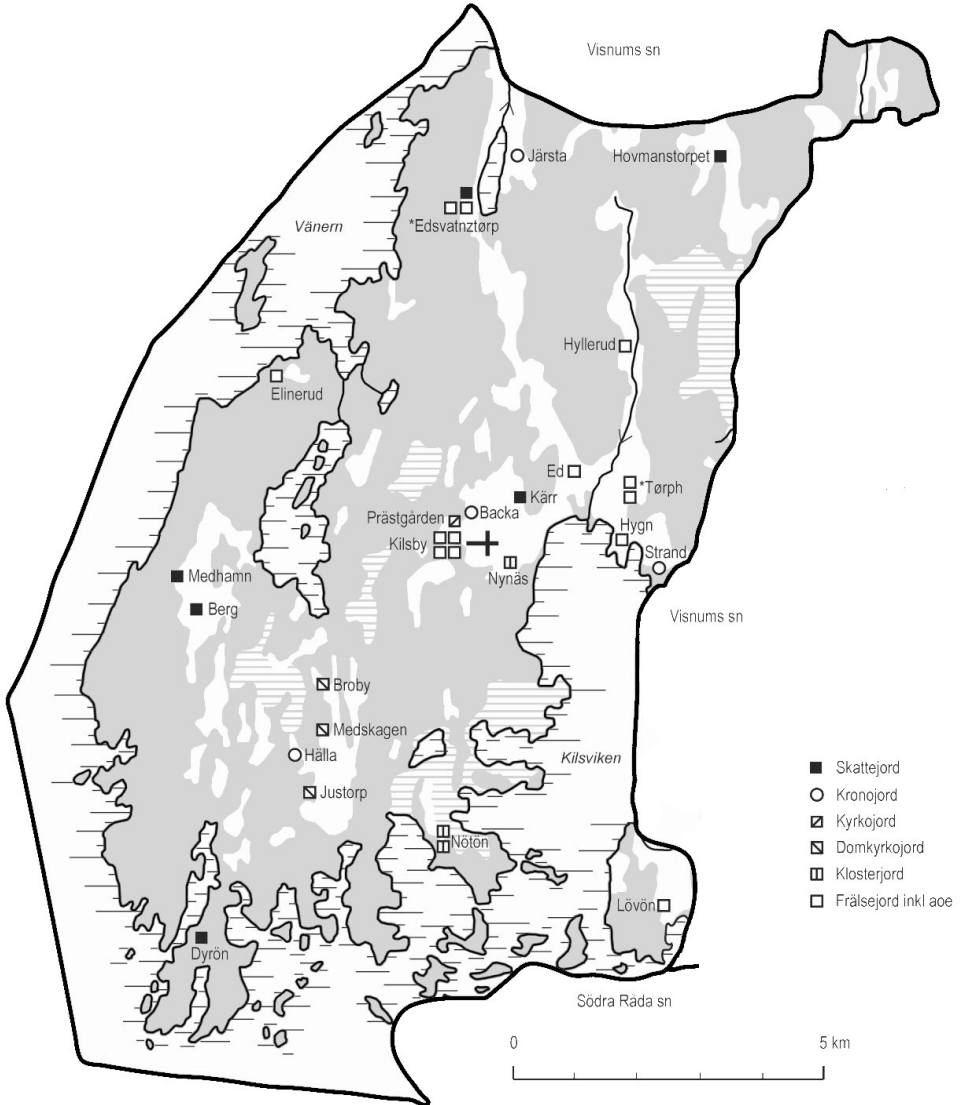 Visnums sn
Järsta
Hovmanstorpet
*Edsvatnztørp
Vänern
Hyllerud
Elinerud
Ed
*Tørph
Kärr
Backa
Prästgården
Hygn
Kilsby
Strand
Nynäs
Medhamn
Berg
Visnums sn
Broby
Medskagen
Hälla
Kilsviken
Justorp
Skattejord
Kronojord
Kyrkojord
Domkyrkojord
Klosterjord
Frälsejord inkl aoe
Nötön
Lövön
Dyrön
Södra Råda sn
0 5 km